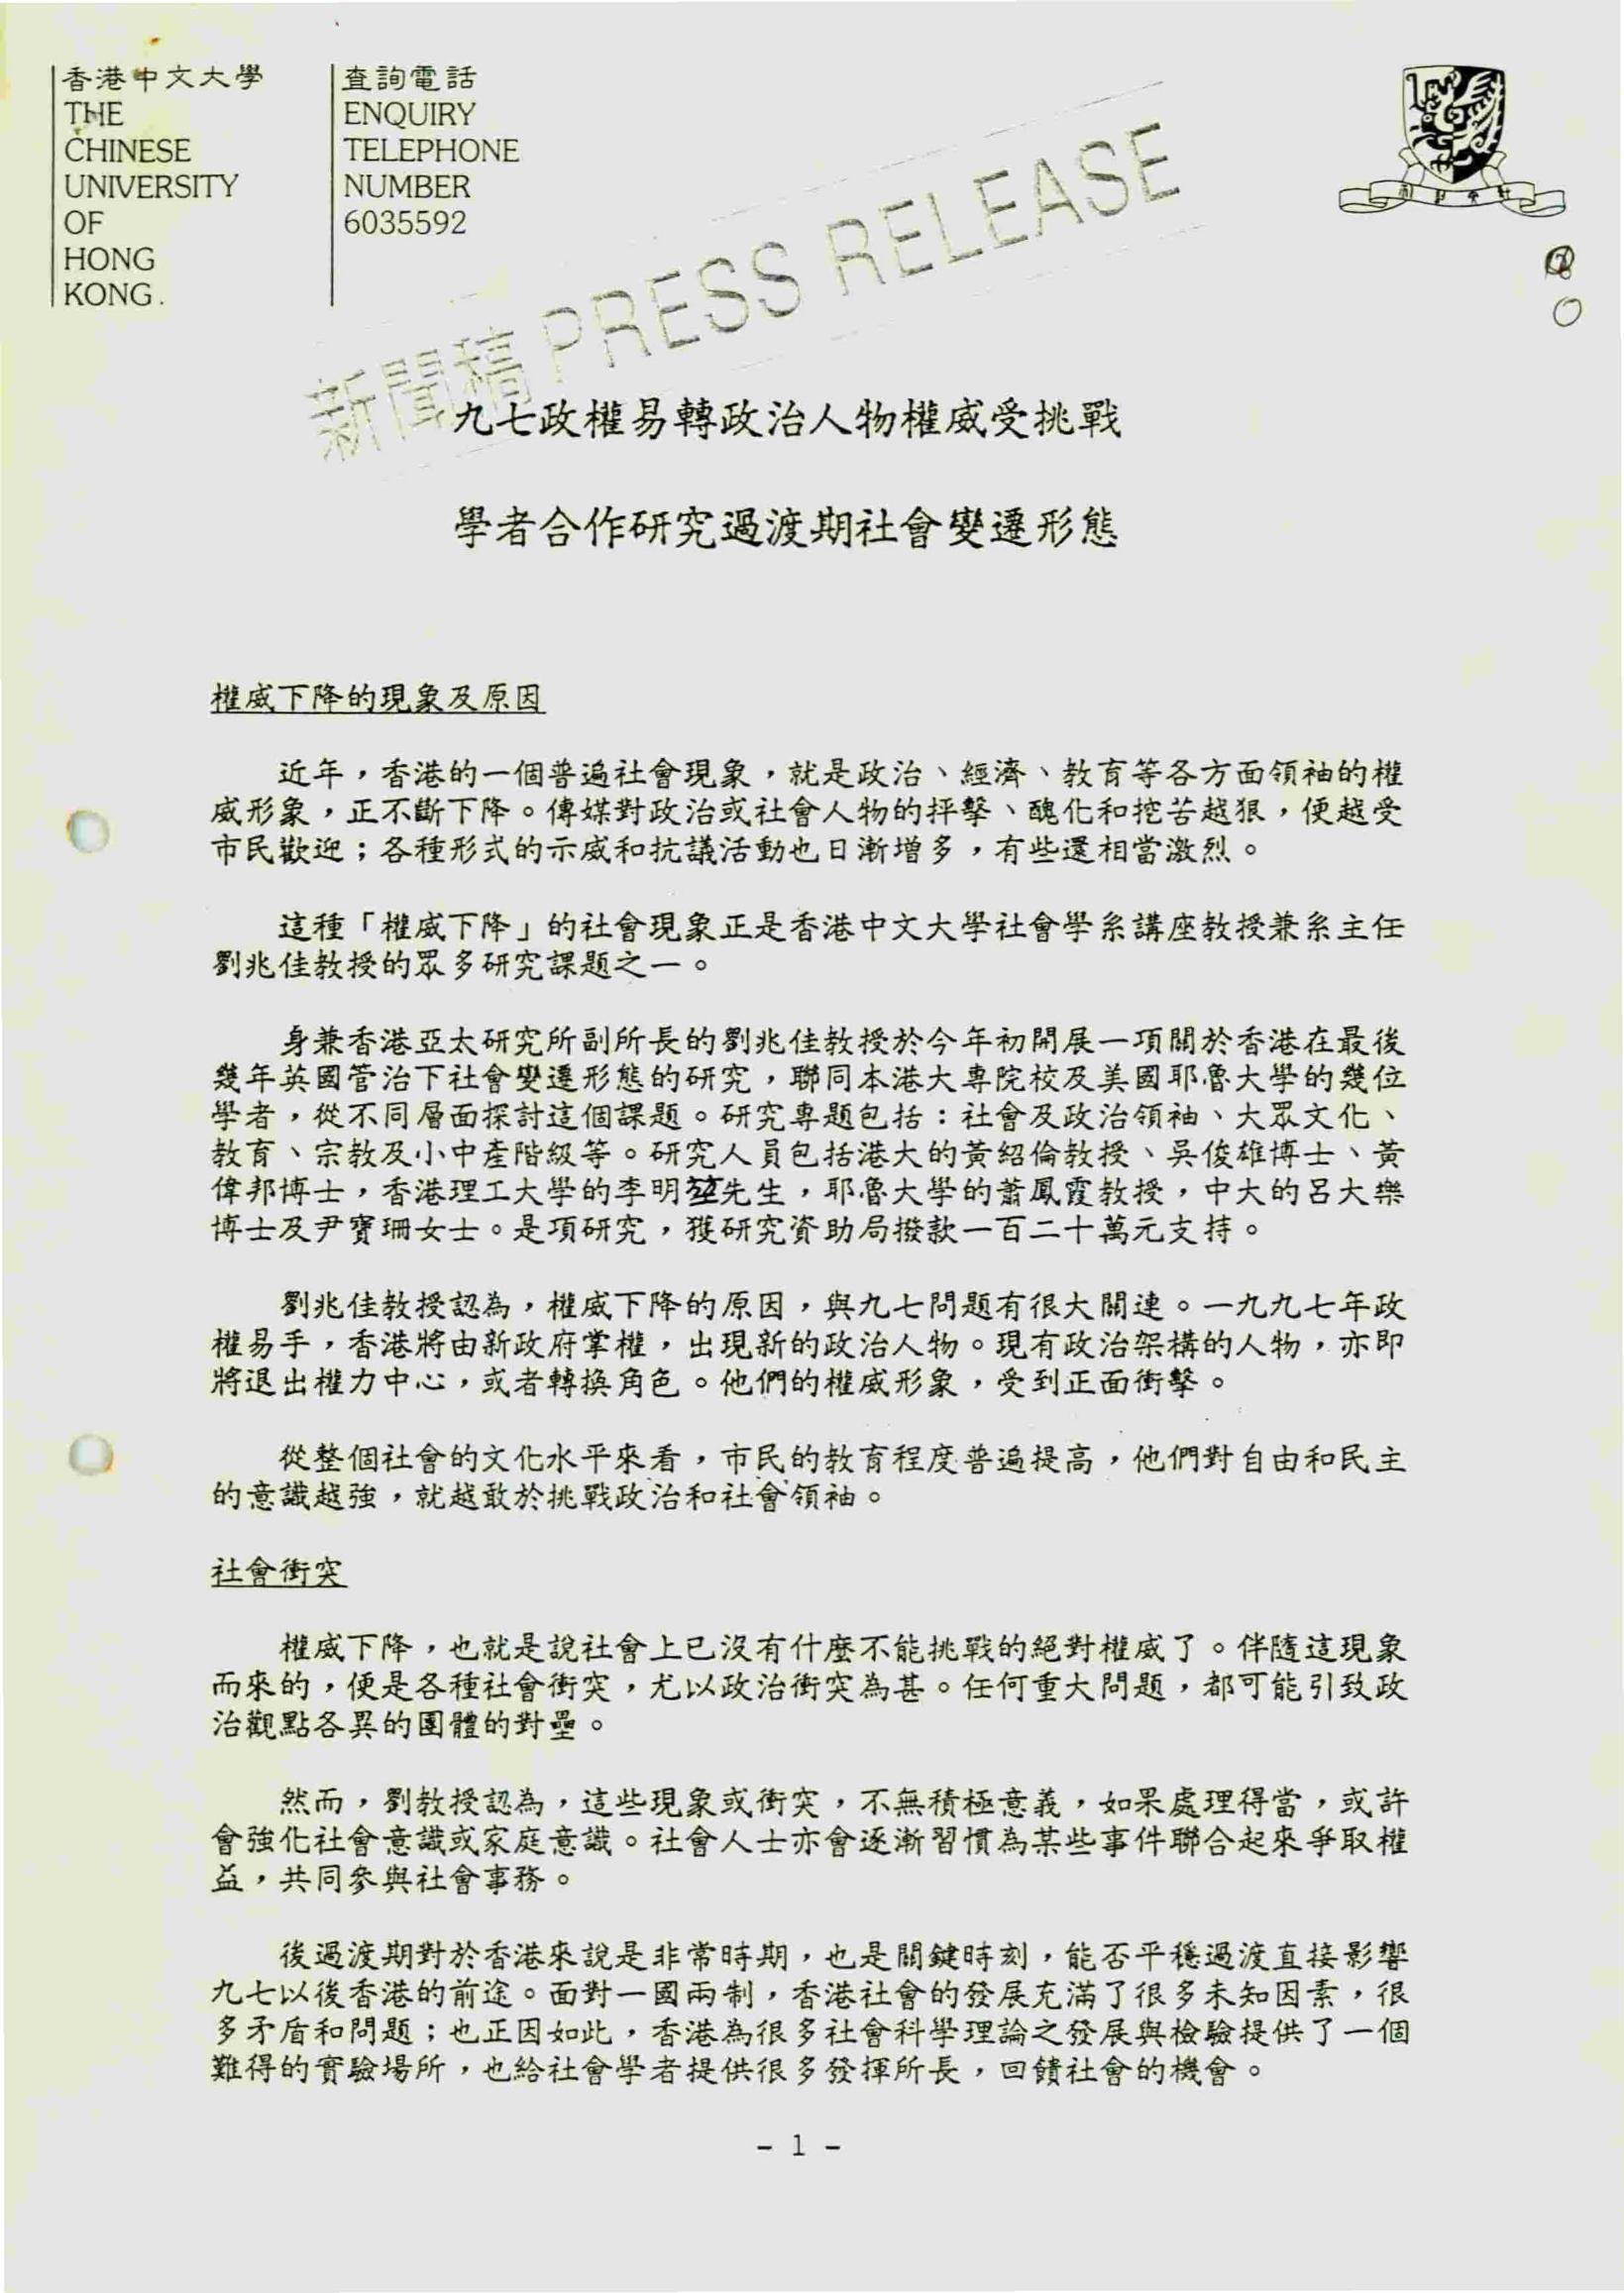 香港中文大學
THE
CHINESE
UNIVERSITY
OF
HONG
KONG.
查詢電話
ENQUIRY
TELEPHONE
NUMBER
6035592
新聞稿 PRESS RELEASE
九七政權易轉政治人物權威受挑戰
學者合作研究過渡期社會變遷形態
權威下降的現象及原因
近年，香港的一個普遍社會現象，就是政治、經濟、教育等各方面領袖的權
威形象，正不斷下降。傳媒對政治或社會人物的抨擊、醜化和挖苦越狠，便越受
市民歡迎；各種形式的示威和抗議活動也日漸增多，有些還相當激烈。
這種「權威下降」的社會現象正是香港中文大學社會學系講座教授兼系主任
劉兆佳教授的眾多研究課題之一。
身兼香港亞太研究所副所長的劉兆佳教授於今年初開展一項關於香港在最後
幾年英國管治下社會變遷形態的研究，聯同本港大專院校及美國耶魯大學的幾位
學者，從不同層面探討這個課題。研究專題包括：社會及政治領袖、大眾文化、
教育、宗教及小中產階級等。研究人員包括港大的黃紹倫教授、吳俊雄博士、黃
偉邦博士，香港理工大學的李明堃先生，耶魯大學的蕭鳳霞教授，中大的呂大樂
博士及尹寶珊女士。是項研究，獲研究資助局撥款一百二十萬元支持。
劉兆佳教授認為，權威下降的原因，與九七問題有很大關連。一九九七年政
權易手，香港將由新政府掌權，出現新的政治人物。現有政治架構的人物，亦即
將退出權力中心，或者轉換角色。他們的權威形象，受到正面衝擊。
從整個社會的文化水平來看，市民的教育程度普遍提高，他們對自由和民主
的意識越強，就越敢於挑戰政治和社會領袖。
社會衝突
權威下降，也就是說社會上已沒有什麼不能挑戰的絕對權威了。伴隨這現象
而來的，便是各種社會衝突，尤以政治衝突為甚。任何重大問題，都可能引致政
治觀點各異的團體的對壘。
然而，劉教授認為，這些現象或衝突，不無積極意義，如果處理得當，或許
會強化社會意識或家庭意識。社會人士亦會逐漸習慣為某些事件聯合起來爭取權
益，共同參與社會事務。
後過渡期對於香港來說是非常時期，也是關鍵時刻，能否平穩過渡直接影響
九七以後香港的前途。面對一國兩制，香港社會的發展充滿了很多未知因素，很
多矛盾和問題；也正因如此，香港為很多社會科學理論之發展與檢驗提供了一個
難得的實驗場所，也給社會學者提供很多發揮所長，回饋社會的機會。
- 1 -